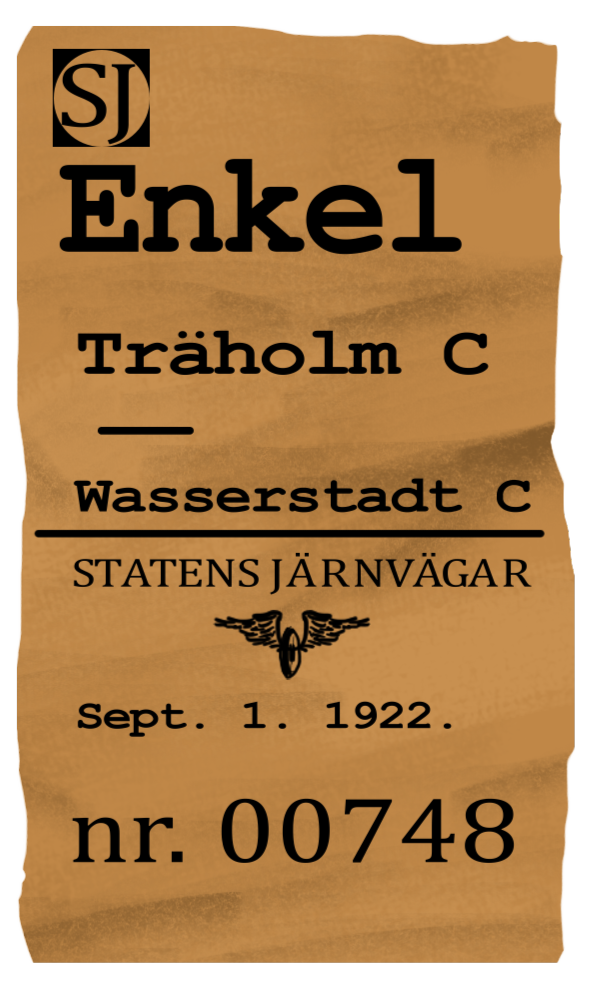 SJ
Enkel
Träholm C
—
Wasserstadt C
STATENS JÄRNVÄGAR
Sept. 1. 1922.
nr. 00748